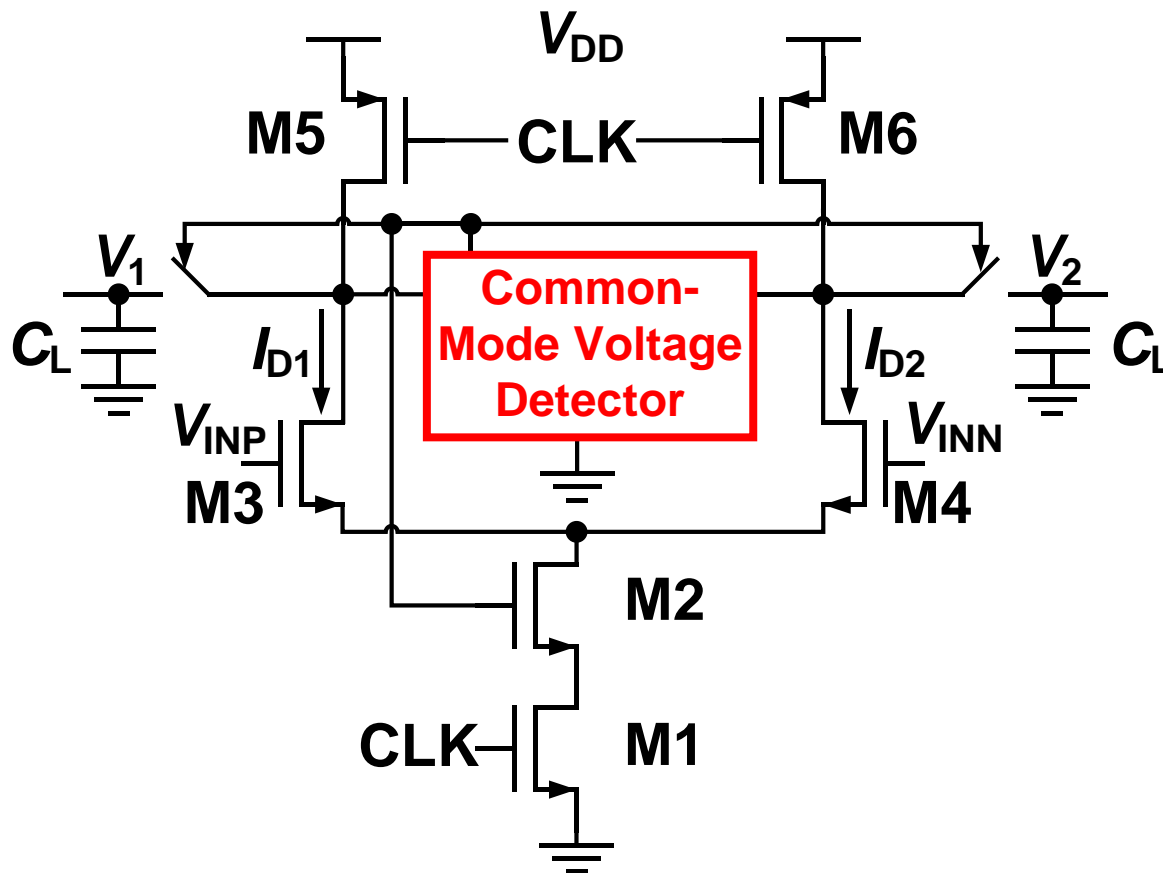 VDD
M5
CLK
M6
V1
V2
Common-
Mode Voltage
Detector
CL
ID1
ID2
CL
VINP
VINN
M3
M4
M2
CLK
M1